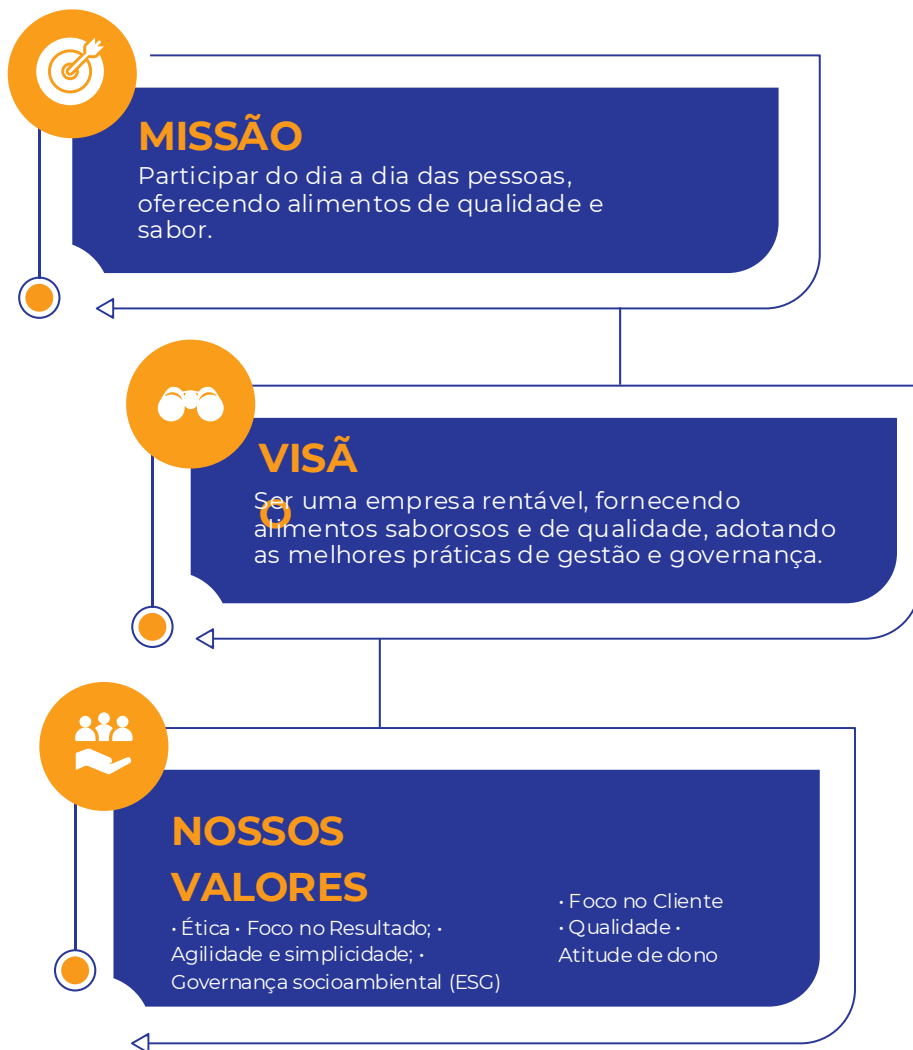 MISSÃO
Participar do dia a dia das pessoas,
oferecendo alimentos de qualidade e
sabor.
VISÃ
O
Ser uma empresa rentável, fornecendo
alimentos saborosos e de qualidade, adotando
as melhores práticas de gestão e governança.
NOSSOS
VALORES
• Ética • Foco no Resultado; •
Agilidade e simplicidade; •
Governança socioambiental (ESG)
• Foco no Cliente
• Qualidade •
Atitude de dono